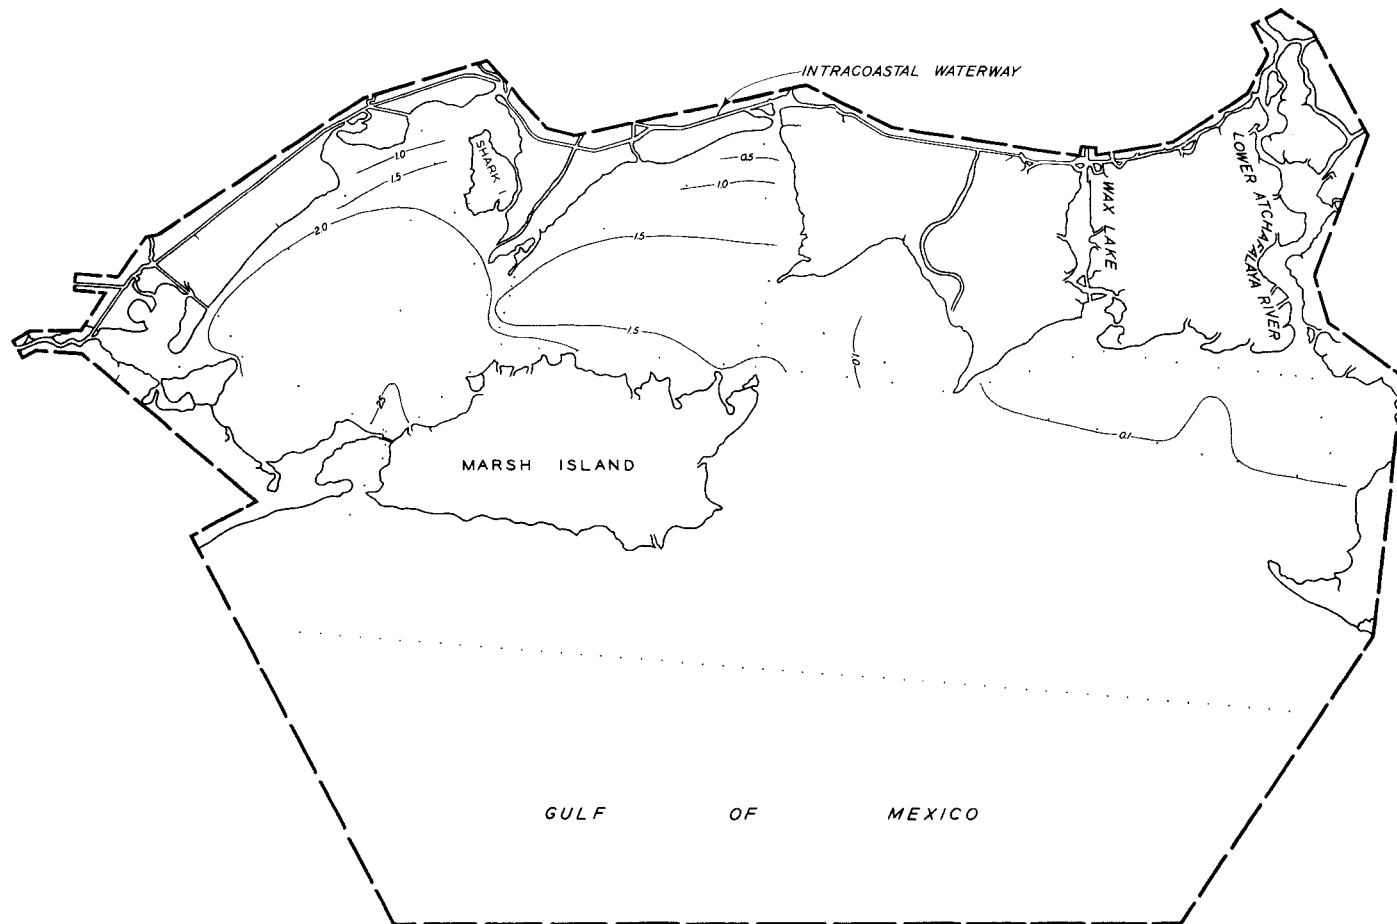 INTRACOASTAL WATERWAY
1.0
1.5
2.0
SHARK I
0.5
1.0
1.5
1.5
1.0
WAX LAKE
LOWER ATCHAFALAYA RIVER
0.1
MARSH ISLAND
GULF OF MEXICO